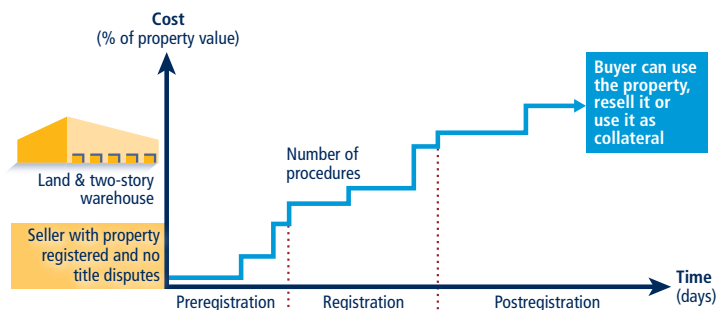 Cost
(% of property value)
Buyer can use
the property,
resell it or
use it as
collateral
Number of
procedures
Land & two-story
warehouse
Seller with property
registered and no
title disputes
Time
(days)
Preregistration
Registration
Postregistration